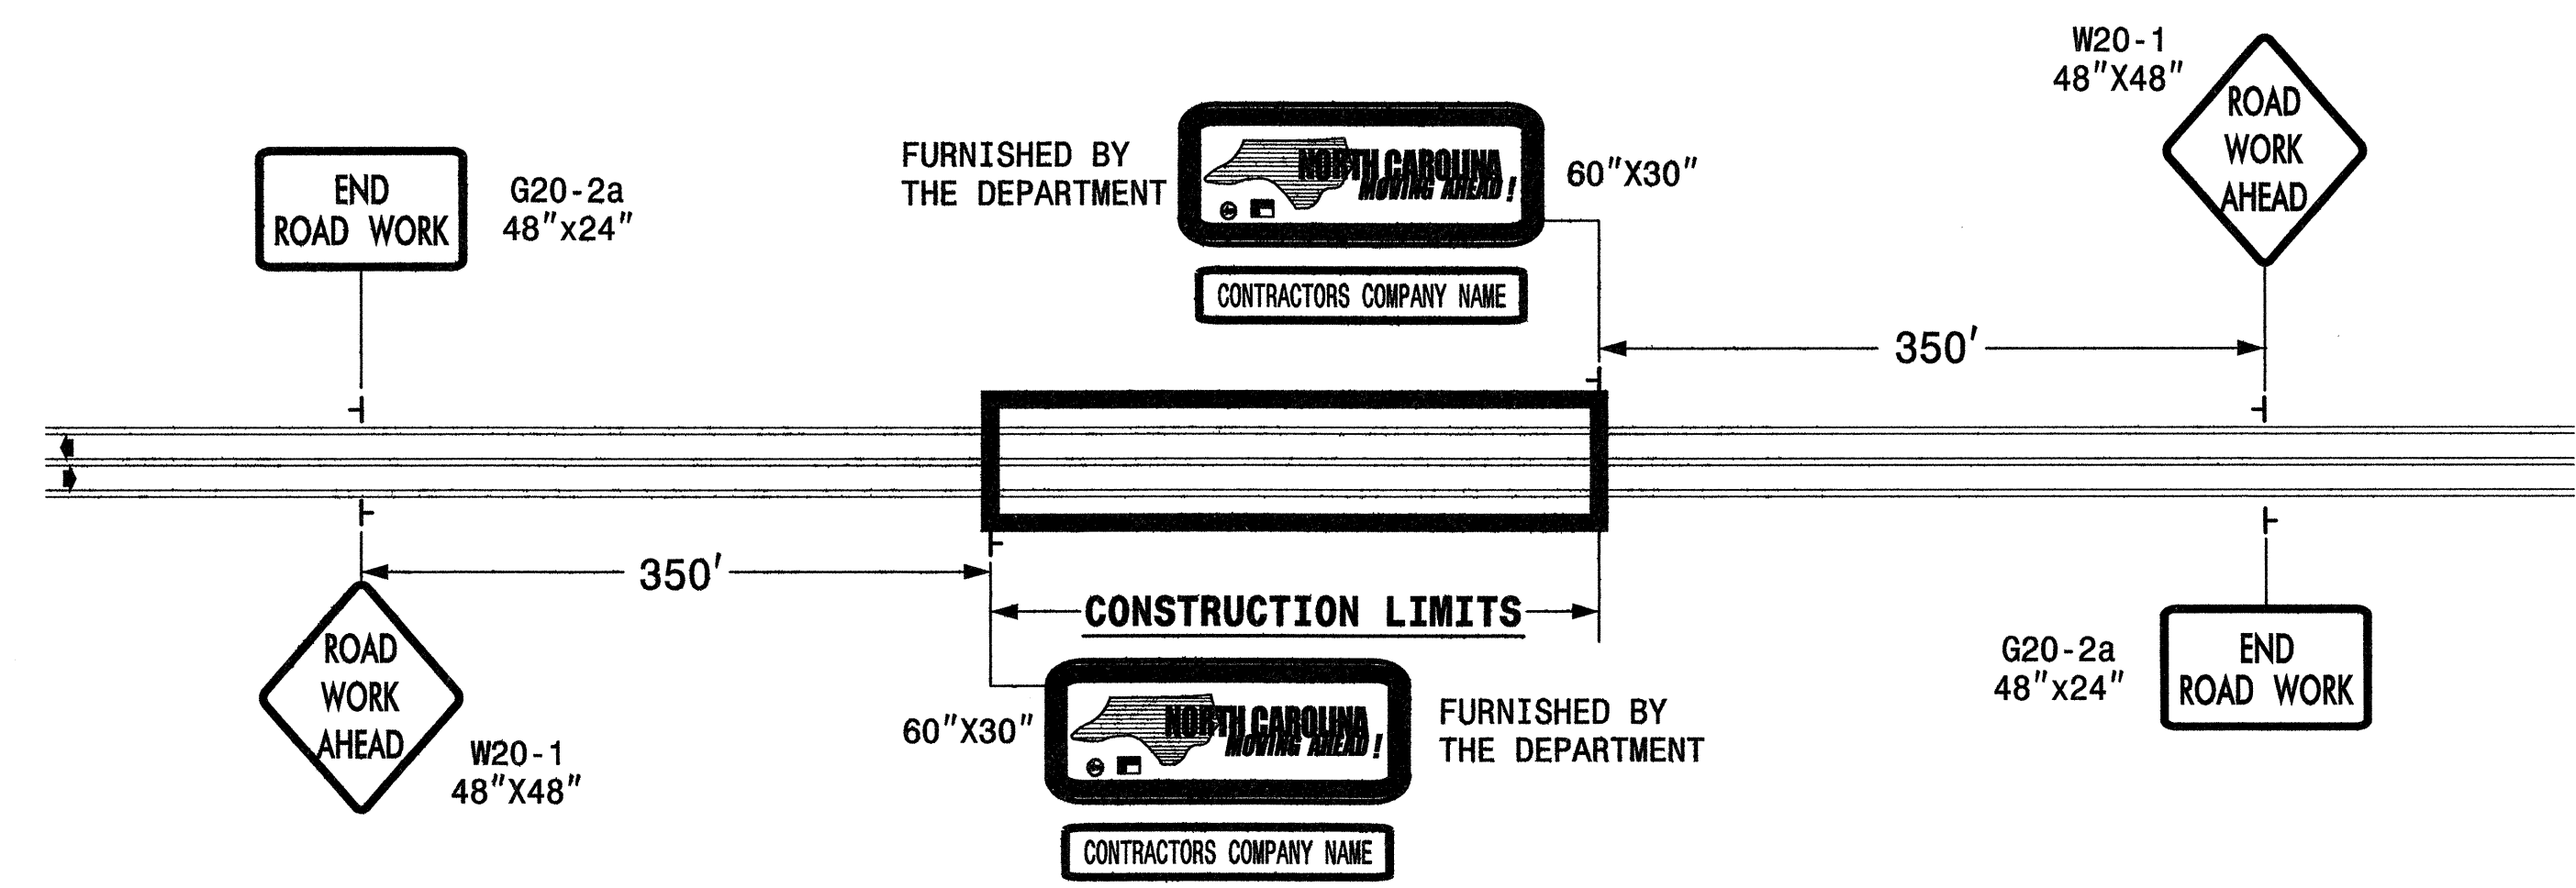 W20-1
48"X48"
ROAD
WORK
AHEAD
END
ROAD WORK
G20-2a
48"x24"
FURNISHED BY
THE DEPARTMENT
NORTH CAROLINA
MOVING AHEAD!
60"X30"
CONTRACTORS COMPANY NAME
350'
350'
CONSTRUCTION LIMITS
ROAD
WORK
AHEAD
W20-1
48"X48"
60"X30"
NORTH CAROLINA
MOVING AHEAD!
FURNISHED BY
THE DEPARTMENT
CONTRACTORS COMPANY NAME
G20-2a
48"x24"
END
ROAD WORK